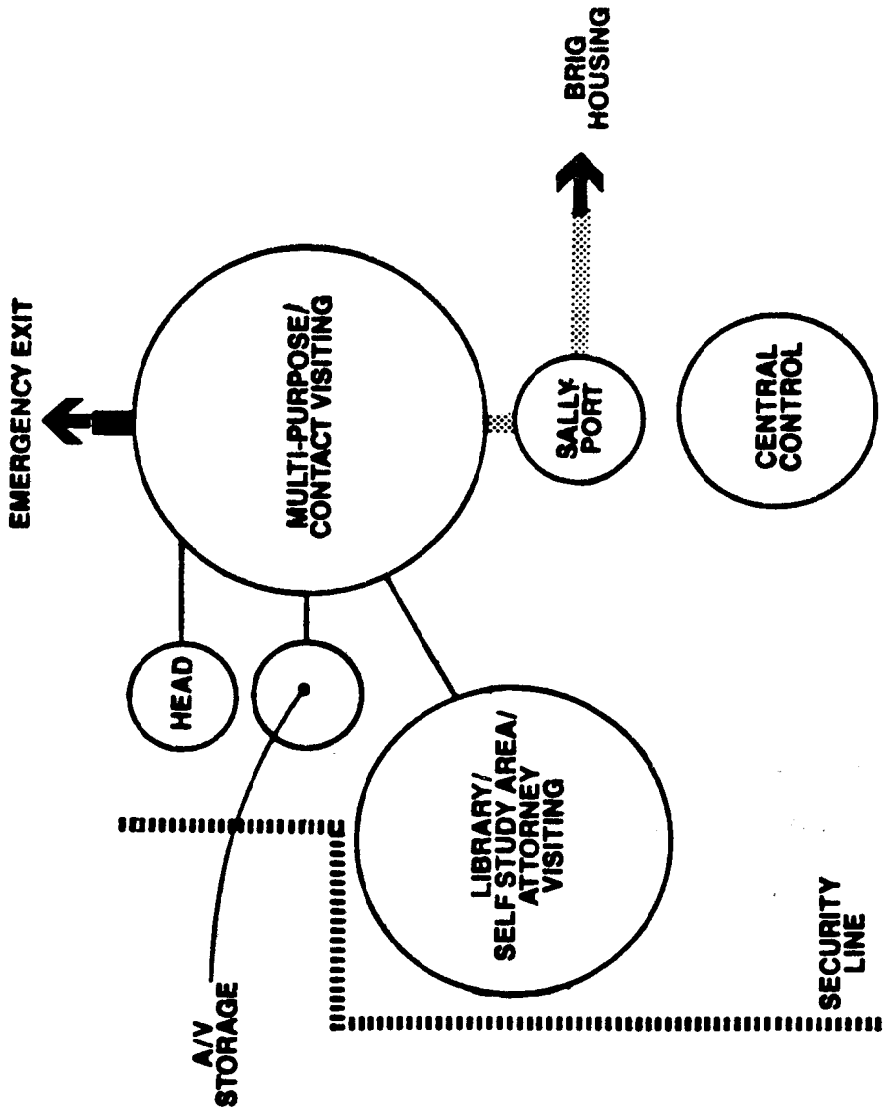 EMERGENCY EXIT
BRIG
HOUSING
MULTI-PURPOSE/
CONTACT VISITING
SALLY-
PORT
CENTRAL
CONTROL
HEAD
LIBRARY/
SELF STUDY AREA/
ATTORNEY
VISITING
A/V
STORAGE
SECURITY
LINE